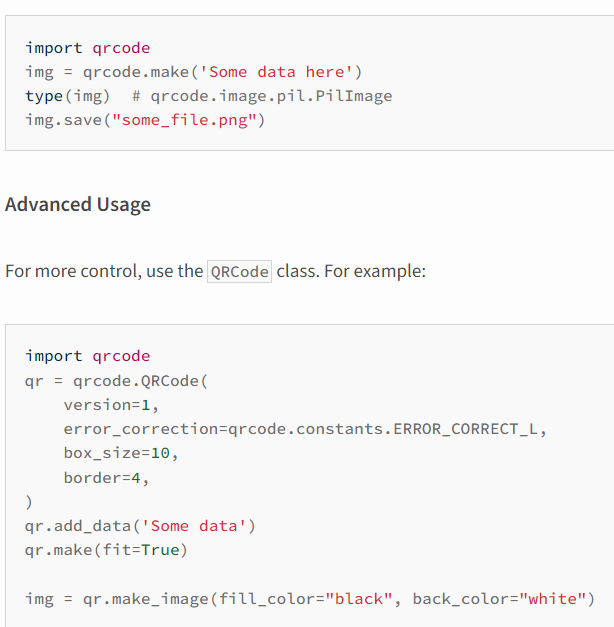 import qrcode
img = qrcode.make('Some data here')
type(img)  # qrcode.image.pil.PilImage
img.save("some_file.png")
Advanced Usage
For more control, use the QRCode class. For example:
import qrcode
qr = qrcode.QRCode(
    version=1,
    error_correction=qrcode.constants.ERROR_CORRECT_L,
    box_size=10,
    border=4,
)
qr.add_data('Some data')
qr.make(fit=True)
img = qr.make_image(fill_color="black", back_color="white")